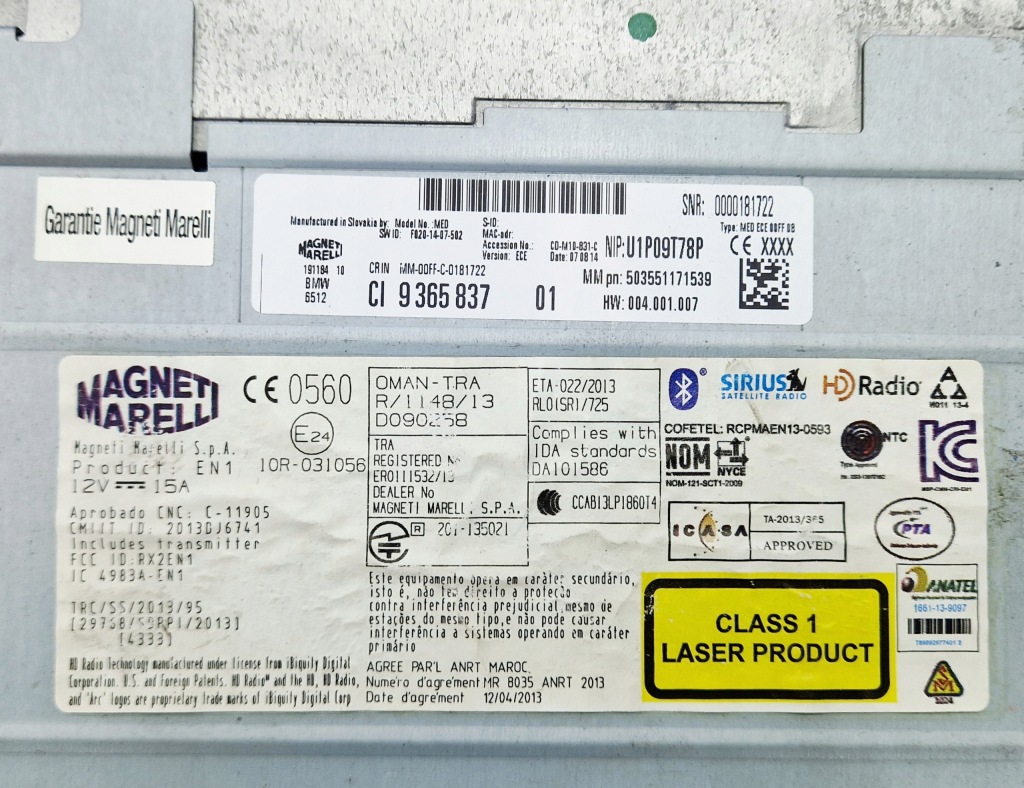 Garantie Magneti Marelli
SNR: 0000181722
Manufactured in Slovakia by: Model No.:MED S-ID: Type: MED ECE 00FF 08
SWID: F020-14-07-502 MAC-adr:
MAGNETI MARELLI Accession No.: CD-M10-B31-C NIP:U1P09T78P CE XXXX
Version: ECE Date: 07 08 14
191184 10 CRIN MM-00FF-C-0181722 MM pn: 503551171539
BMW
6512 CI 9 365 837 01 HW: 004.001.007
MAGNETI MARELLI
CE 0560
E24
Magneti Marelli S.p.A.
Product: EN1 10R-031056
12V 15A
Aprobado CNC: C-11905
CMIIT ID: 2013DJ6741
Includes transmitter
FCC ID:RX2EN1
IC 4983A-EN1
TRC/SS/2013/95
[4333]
HD Radio Technology manufactured under license from iBiquity Digital
Corporation. U.S. and Foreign Patents. HD Radio™ and the HD, HD Radio,
and "Arc" logos are proprietary trade marks of iBiquity Digital Corp
OMAN-TRA
R/1148/13
TRA
REGISTERED No
DEALER No
MAGNETI MARELLI S.P.A.
R 201-135021
ETA-022/2013
RLO(SR)/725
Complies with
IDA standards
DA101586
CCAB13LP1860T4
Este equipamento opera em caráter secundário,
isto é, não tem direito a proteção
contra interferência prejudicial,mesmo de
estações do mesmo tipo,e não pode causar
interferência a sistemas operando em caráter
primário
AGREE PAR'L ANRT MAROC
Numero d'agrement MR 8035 ANRT 2013
Date d'agrement 12/04/2013
SIRIUS
SATELLITE RADIO
HD Radio
COFETEL: RCPMAEN13-0593
NOM NYCE
NOM-121-SCT1-2009
NTC
Type Approved
ICASA TA-2013/365
APPROVED
PTA
ANATEL
1661-13-9097
CLASS 1
LASER PRODUCT